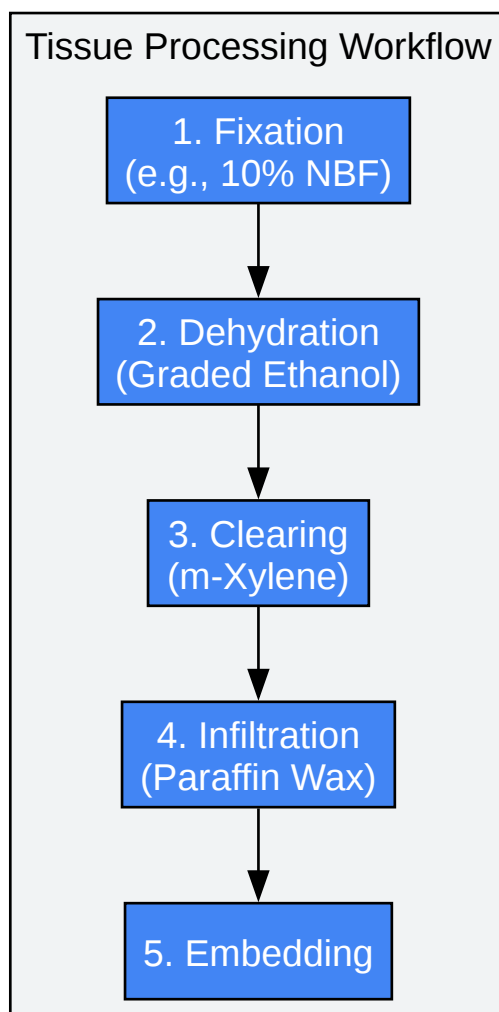 Tissue Processing Workflow
1. Fixation
(e.g., 10% NBF)
2. Dehydration
(Graded Ethanol)
3. Clearing
(m-Xylene)
4. Infiltration
(Paraffin Wax)
5. Embedding